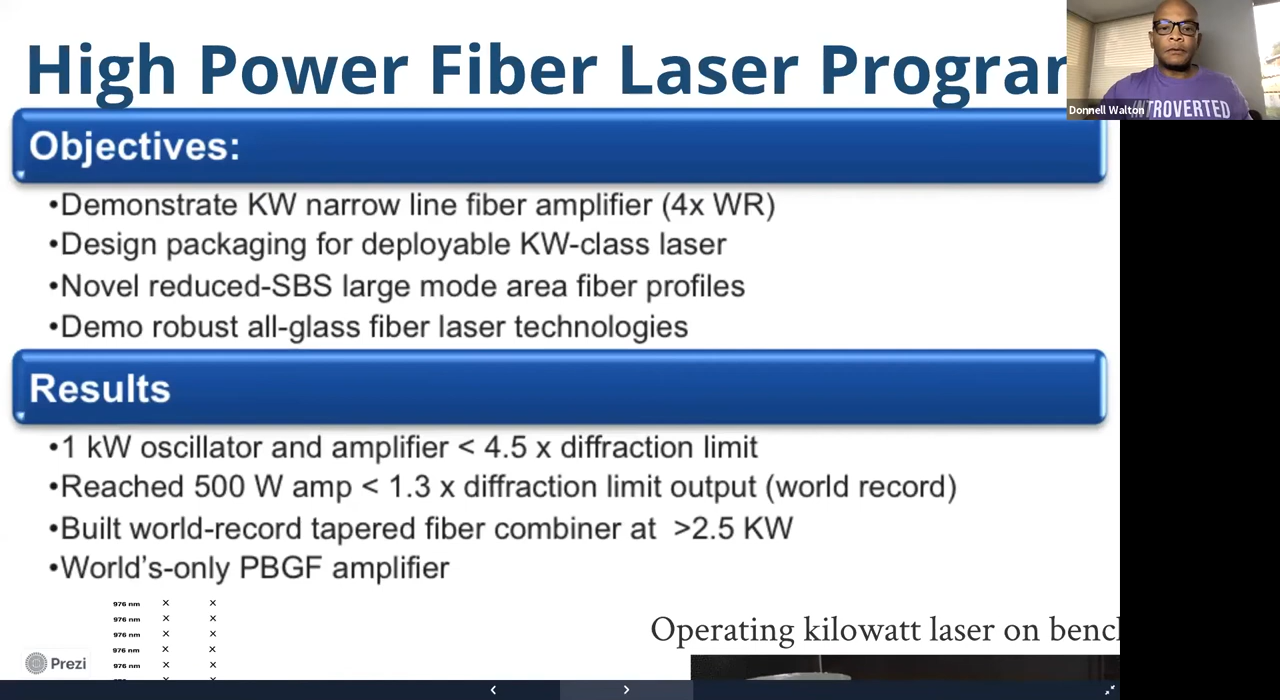 High Power Fiber Laser Program
Donnell Walton
INTROVERTED
Objectives:
•Demonstrate KW narrow line fiber amplifier (4x WR)
•Design packaging for deployable KW-class laser
•Novel reduced-SBS large mode area fiber profiles
•Demo robust all-glass fiber laser technologies
Results
•1 kW oscillator and amplifier < 4.5 x diffraction limit
•Reached 500 W amp < 1.3 x diffraction limit output (world record)
•Built world-record tapered fiber combiner at >2.5 KW
•World's-only PBGF amplifier
976 nm X X
976 nm X X
976 nm X X
976 nm X X
976 nm X X
Operating kilowatt laser on bench
Prezi